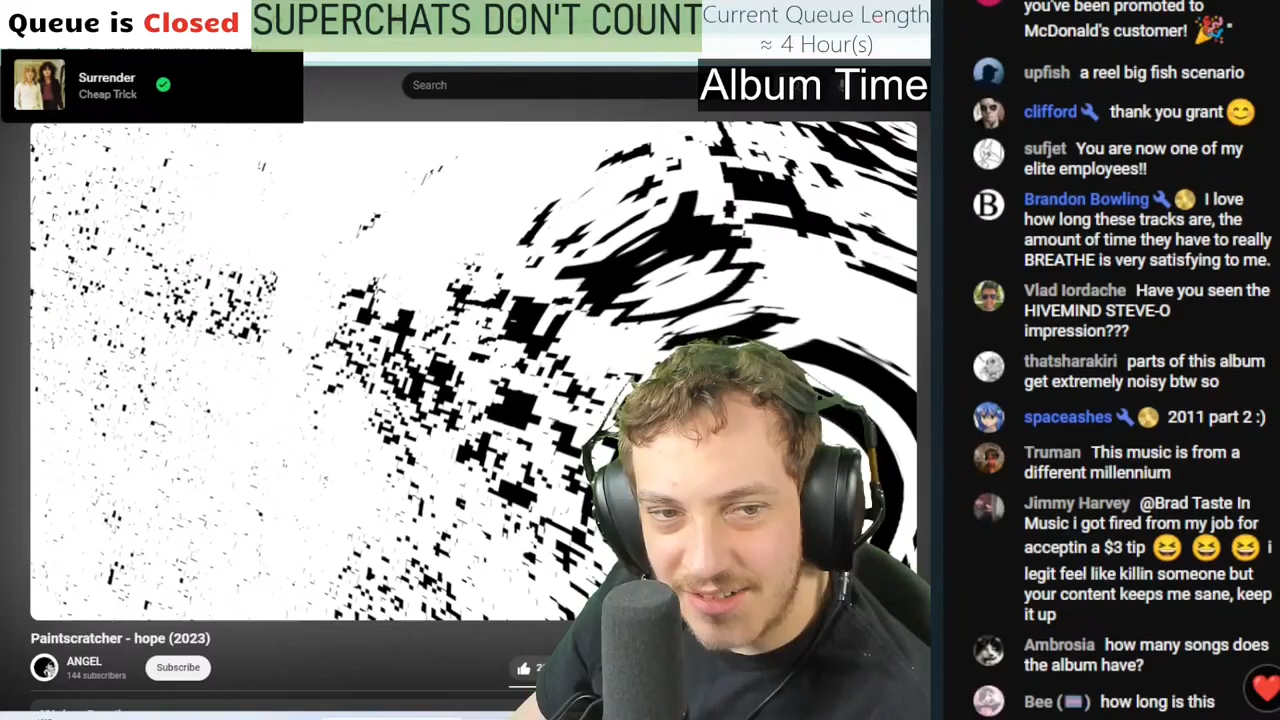 Queue is Closed
SUPERCHATS DON'T COUNT
Current Queue Length
≈ 4 Hour(s)
Album Time
Surrender
Cheap Trick
Search
Paintscratcher - hope (2023)
ANGEL
144 subscribers
Subscribe
you've been promoted to
McDonald's customer! 🎉
upfish a reel big fish scenario
clifford thank you grant 😊
sufjet You are now one of my
elite employees!!
Brandon Bowling I love
how long these tracks are, the
amount of time they have to really
BREATHE is very satisfying to me.
Vlad Iordache Have you seen the
HIVEMIND STEVE-O
impression???
thatsharakiri parts of this album
get extremely noisy btw so
spaceashes 2011 part 2 :)
Truman This music is from a
different millennium
Jimmy Harvey @Brad Taste In
Music i got fired from my job for
acceptin a $3 tip 😆 😆 😆 i
legit feel like killin someone but
your content keeps me sane, keep
it up
Ambrosia how many songs does
the album have?
Bee how long is this